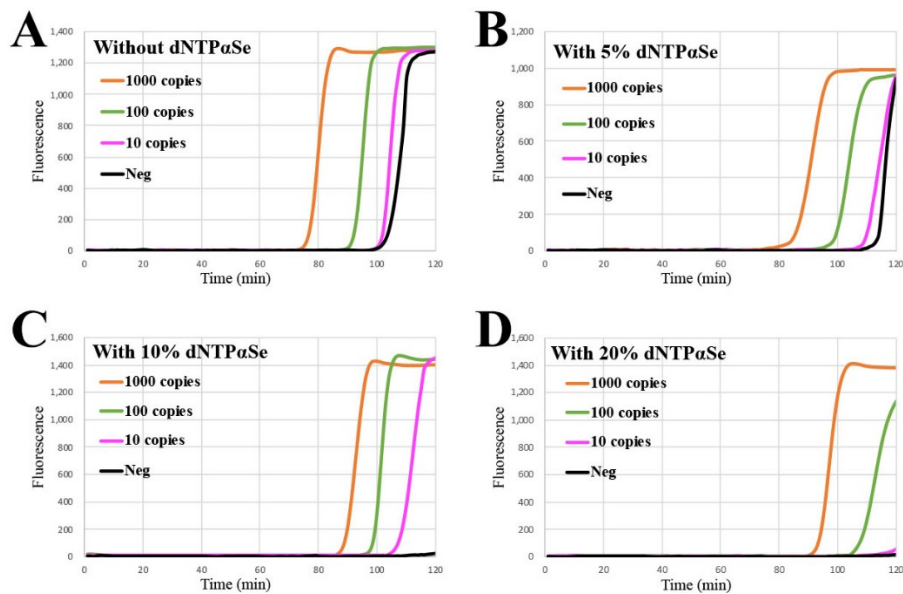 A
Without dNTPαSe
1000 copies
100 copies
10 copies
Neg
Fluorescence
1,400
1,200
1,000
800
600
400
200
0
0 20 40 60 80 100 120
Time (min)
B
With 5% dNTPαSe
1000 copies
100 copies
10 copies
Neg
Fluorescence
1,200
1,000
800
600
400
200
0
0 20 40 60 80 100 120
Time (min)
C
With 10% dNTPαSe
1000 copies
100 copies
10 copies
Neg
Fluorescence
1,600
1,400
1,200
1,000
800
600
400
200
0
0 20 40 60 80 100 120
Time (min)
D
With 20% dNTPαSe
1000 copies
100 copies
10 copies
Neg
Fluorescence
1,600
1,400
1,200
1,000
800
600
400
200
0
0 20 40 60 80 100 120
Time (min)